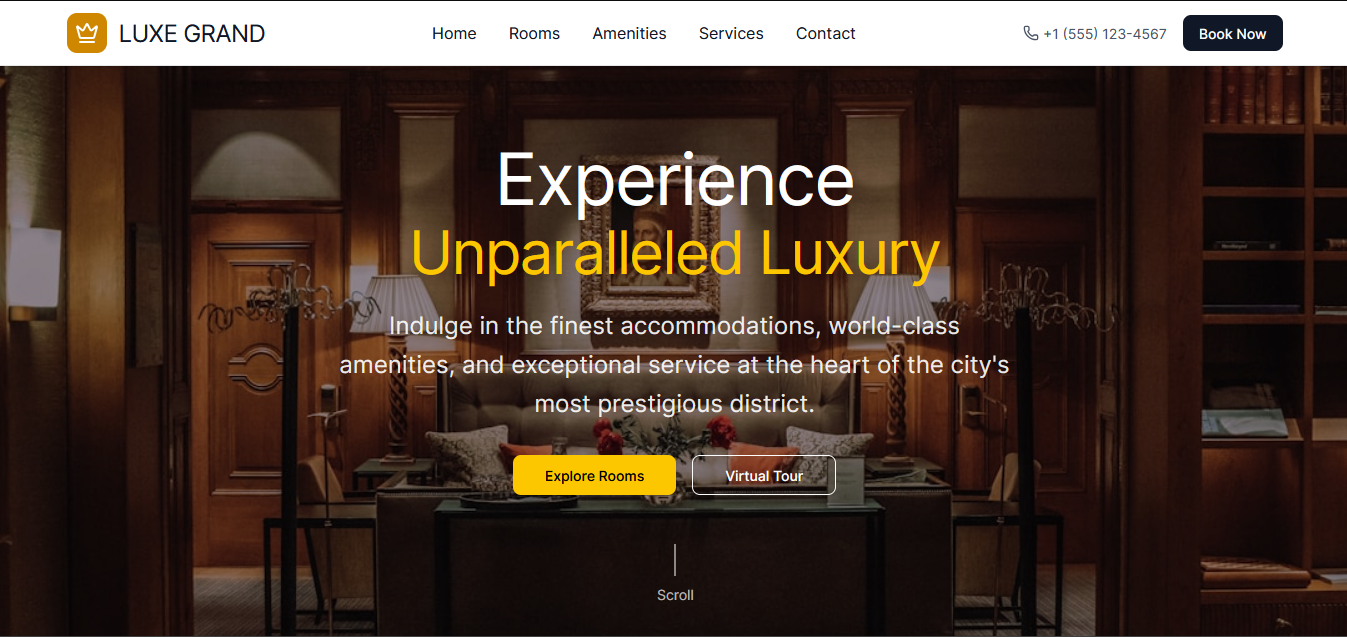 LUXE GRAND
Home Rooms Amenities Services Contact
+1 (555) 123-4567
Book Now
Experience
Unparalleled Luxury
Indulge in the finest accommodations, world-class
amenities, and exceptional service at the heart of the city's
most prestigious district.
Explore Rooms
Virtual Tour
Scroll